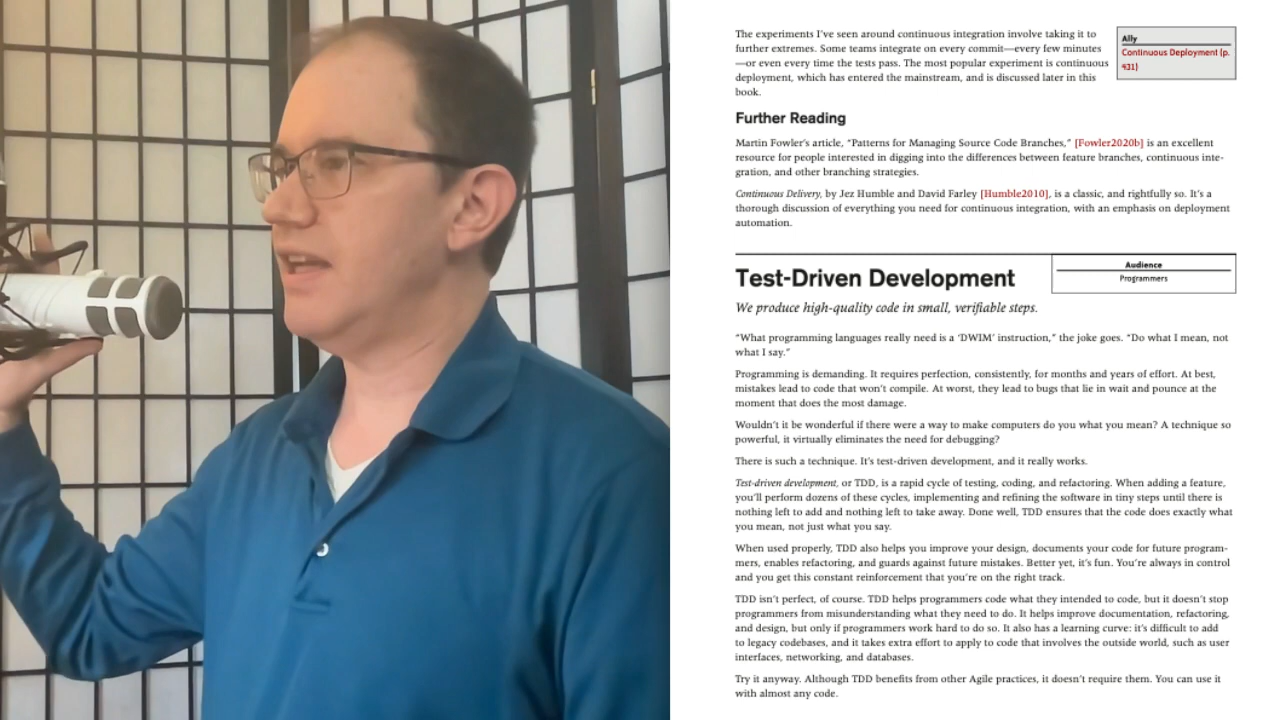 The experiments I've seen around continuous integration involve taking it to
further extremes. Some teams integrate on every commit—every few minutes
—or even every time the tests pass. The most popular experiment is continuous
deployment, which has entered the mainstream, and is discussed later in this
book.
Ally
Continuous Deployment (p.
431)
Further Reading
Martin Fowler's article, “Patterns for Managing Source Code Branches,” [Fowler2020b] is an excellent
resource for people interested in digging into the differences between feature branches, continuous inte-
gration, and other branching strategies.
Continuous Delivery, by Jez Humble and David Farley [Humble2010], is a classic, and rightfully so. It's a
thorough discussion of everything you need for continuous integration, with an emphasis on deployment
automation.
Test-Driven Development
Audience
Programmers
We produce high-quality code in small, verifiable steps.
“What programming languages really need is a ‘DWIM’ instruction,” the joke goes. “Do what I mean, not
what I say.”
Programming is demanding. It requires perfection, consistently, for months and years of effort. At best,
mistakes lead to code that won't compile. At worst, they lead to bugs that lie in wait and pounce at the
moment that does the most damage.
Wouldn't it be wonderful if there were a way to make computers do you what you mean? A technique so
powerful, it virtually eliminates the need for debugging?
There is such a technique. It's test-driven development, and it really works.
Test-driven development, or TDD, is a rapid cycle of testing, coding, and refactoring. When adding a feature,
you'll perform dozens of these cycles, implementing and refining the software in tiny steps until there is
nothing left to add and nothing left to take away. Done well, TDD ensures that the code does exactly what
you mean, not just what you say.
When used properly, TDD also helps you improve your design, documents your code for future program-
mers, enables refactoring, and guards against future mistakes. Better yet, it's fun. You're always in control
and you get this constant reinforcement that you're on the right track.
TDD isn't perfect, of course. TDD helps programmers code what they intended to code, but it doesn't stop
programmers from misunderstanding what they need to do. It helps improve documentation, refactoring,
and design, but only if programmers work hard to do so. It also has a learning curve: it's difficult to add
to legacy codebases, and it takes extra effort to apply to code that involves the outside world, such as user
interfaces, networking, and databases.
Try it anyway. Although TDD benefits from other Agile practices, it doesn't require them. You can use it
with almost any code.